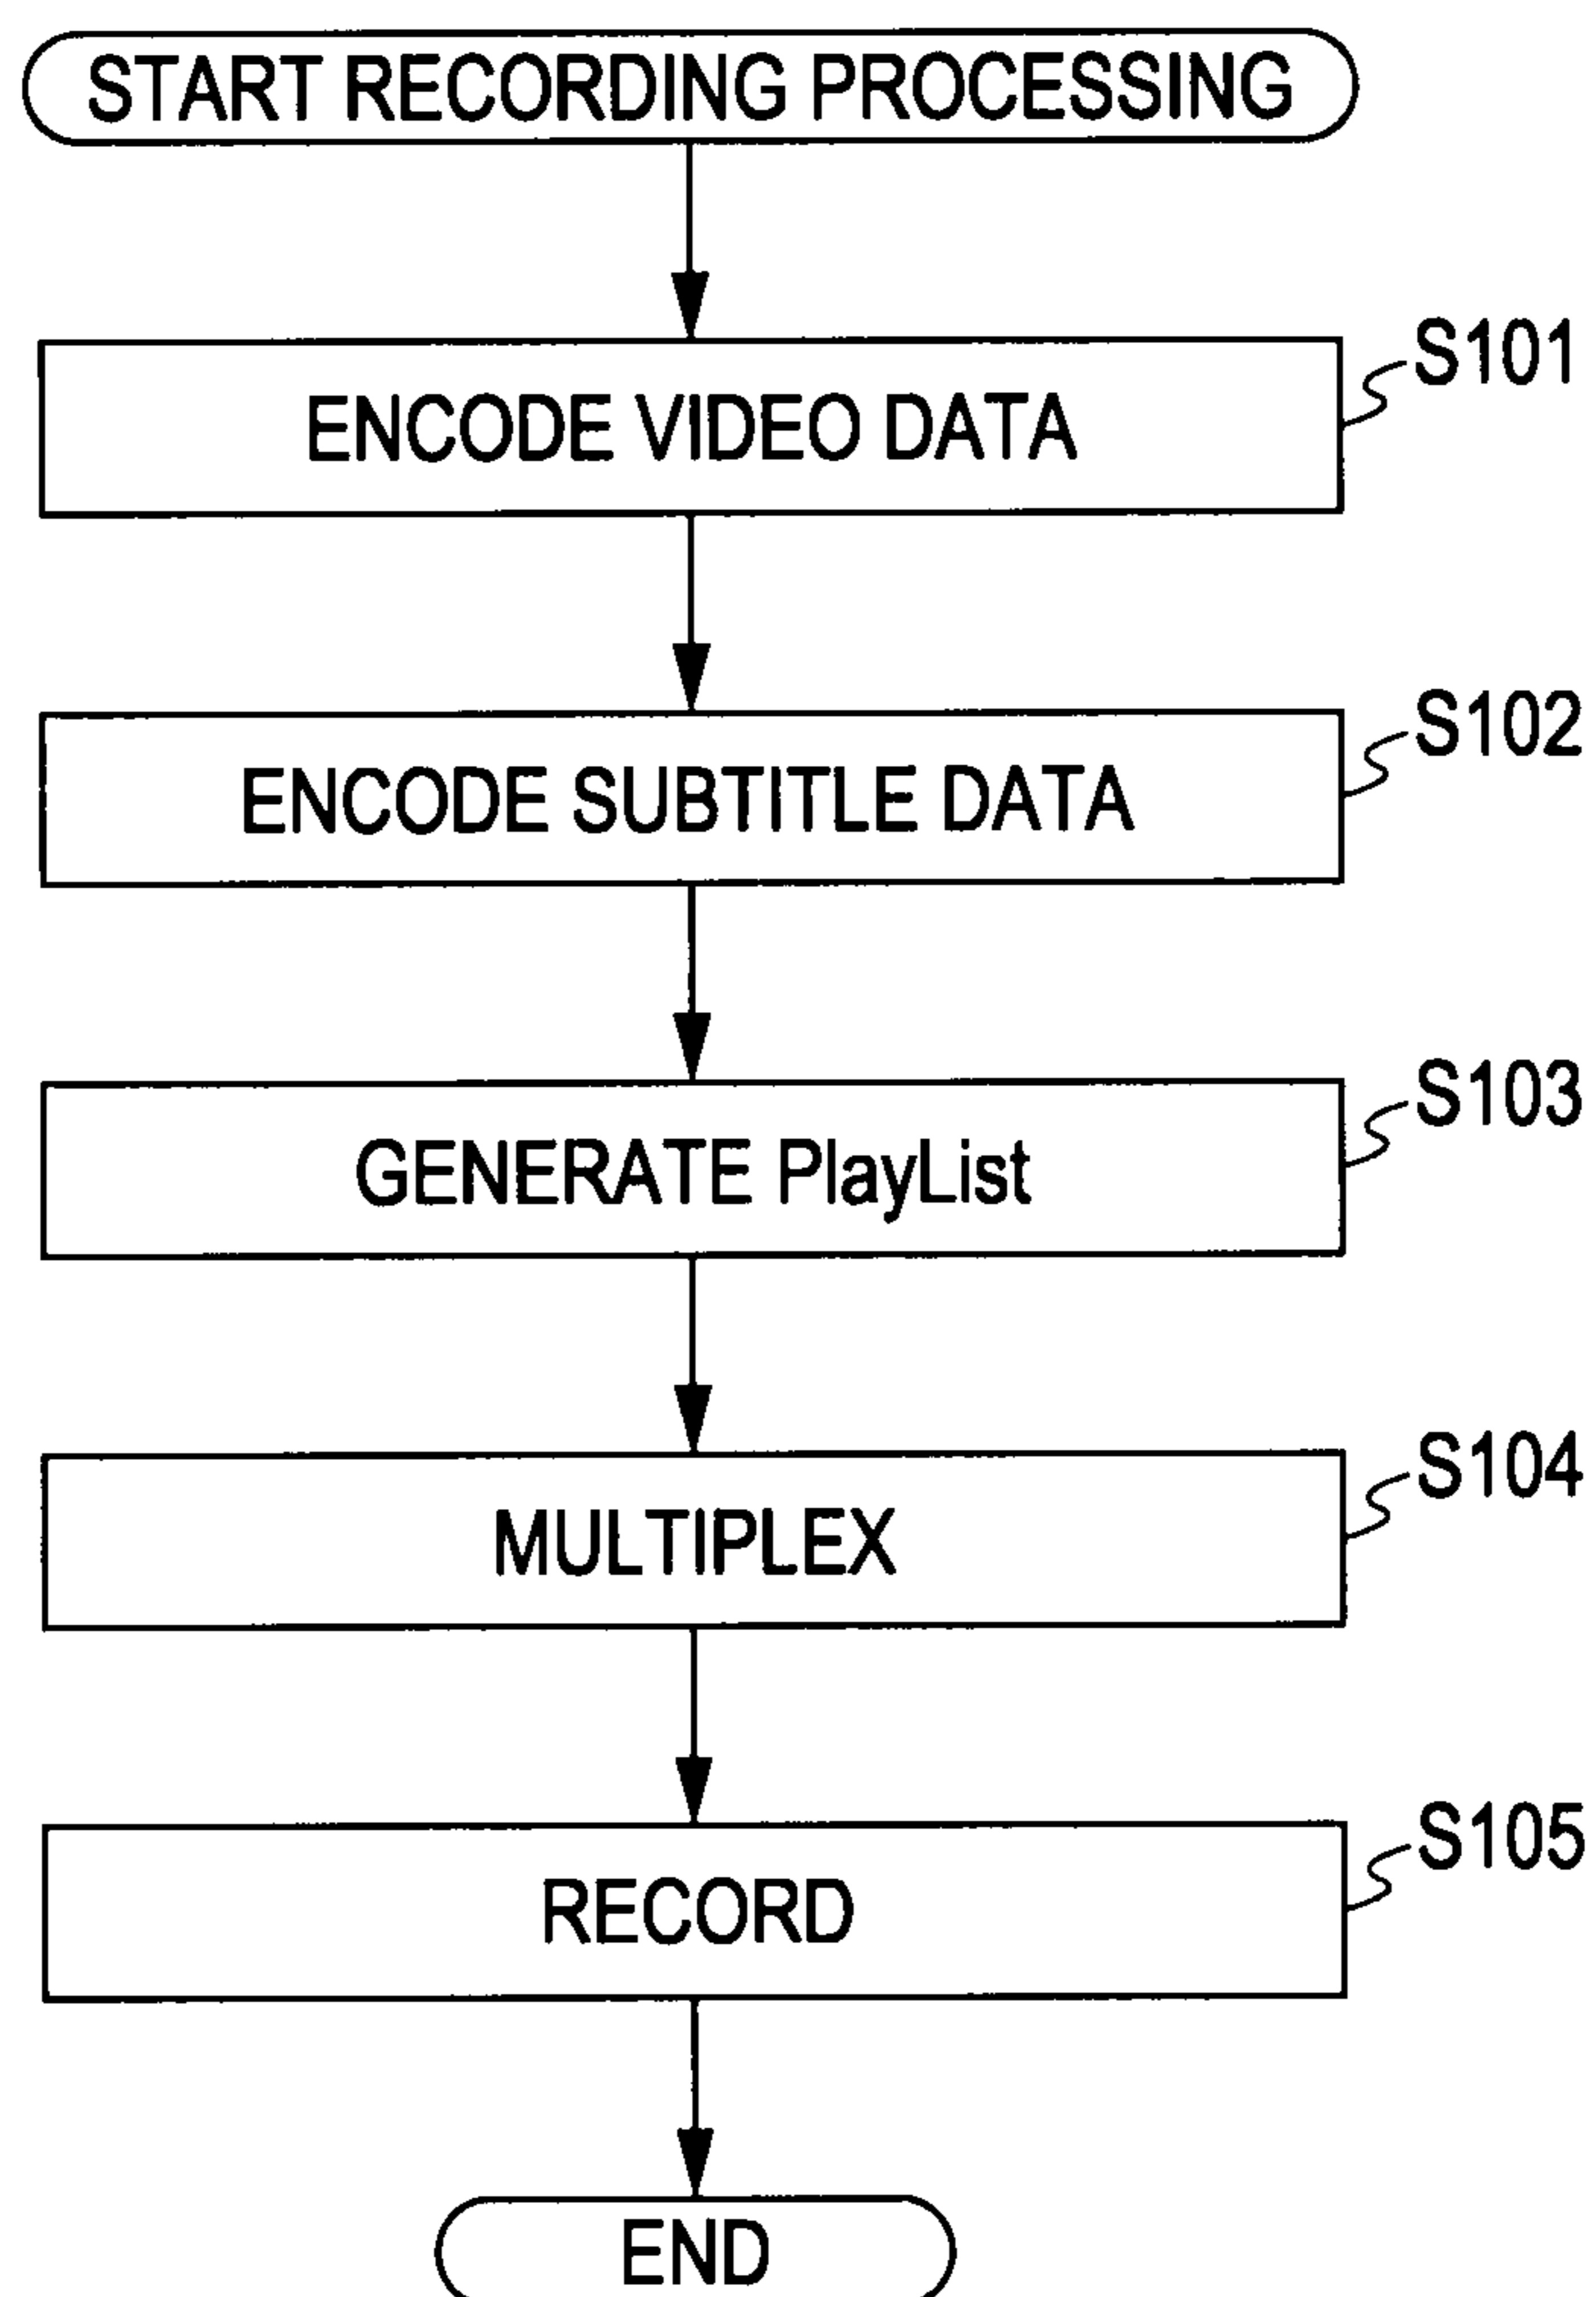 START RECORDING PROCESSING
S101
ENCODE VIDEO DATA
S102
ENCODE SUBTITLE DATA
S103
GENERATE PlayList
S104
MULTIPLEX
S105
RECORD
END